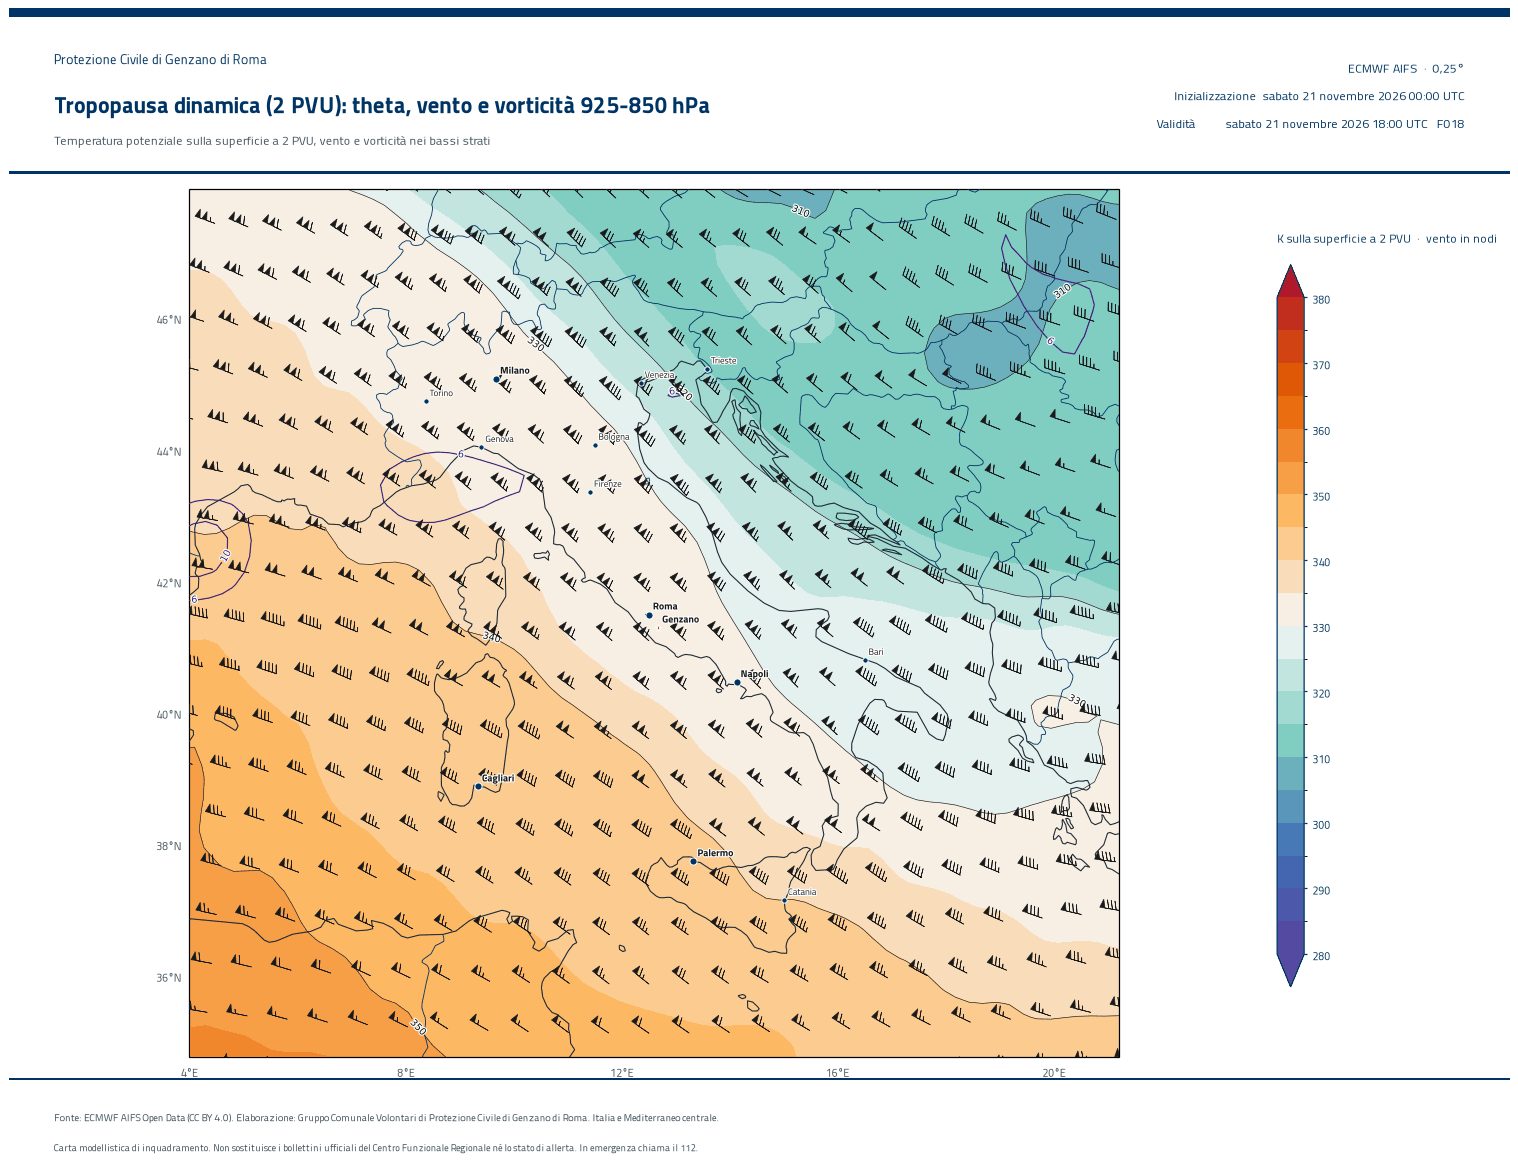 Protezione Civile di Genzano di Roma
Tropopausa dinamica (2 PVU): theta, vento e vorticità 925-850 hPa
Temperatura potenziale sulla superficie a 2 PVU, vento e vorticità nei bassi strati
ECMWF AIFS · 0,25°
Inizializzazione sabato 21 novembre 2026 00:00 UTC
Validità sabato 21 novembre 2026 18:00 UTC F018
K sulla superficie a 2 PVU · vento in nodi
380
370
360
350
340
330
320
310
300
290
280
46°N
44°N
42°N
40°N
38°N
36°N
4°E
8°E
12°E
16°E
20°E
310
310
6
330
Trieste
Venezia
6
320
Milano
Torino
Genova
Bologna
6
Firenze
10
6
Roma
Genzano
340
Bari
Napoli
330
Cagliari
Palermo
Catania
350
Fonte: ECMWF AIFS Open Data (CC BY 4.0). Elaborazione: Gruppo Comunale Volontari di Protezione Civile di Genzano di Roma. Italia e Mediterraneo centrale.
Carta modellistica di inquadramento. Non sostituisce i bollettini ufficiali del Centro Funzionale Regionale né lo stato di allerta. In emergenza chiama il 112.